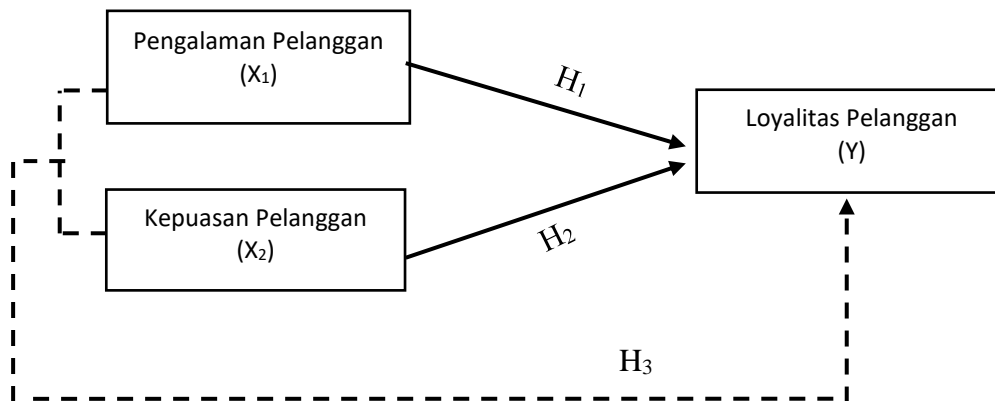 Pengalaman Pelanggan
(X₁)
H₁
Loyalitas Pelanggan
(Y)
Kepuasan Pelanggan
(X₂)
H₂
H₃